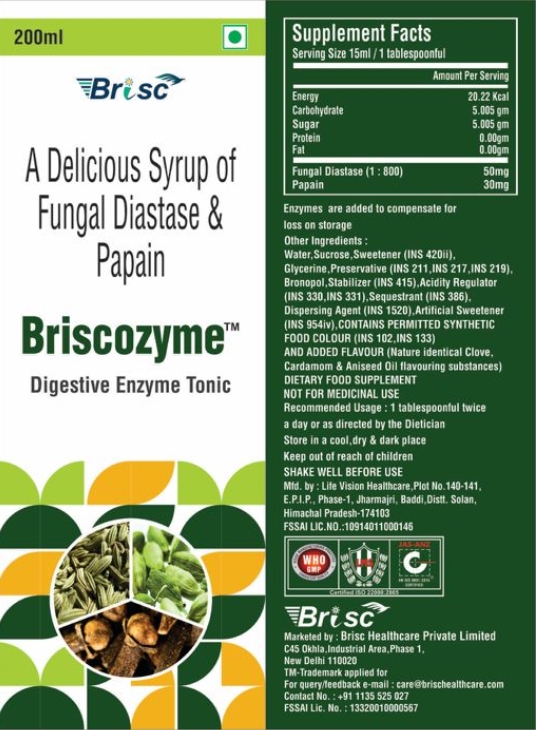 200ml
Brisc
A Delicious Syrup of
Fungal Diastase &
Papain
Briscozyme™
Digestive Enzyme Tonic
Supplement Facts
Serving Size 15ml / 1 tablespoonful
Amount Per Serving
Energy 20.22 Kcal
Carbohydrate 5.005 gm
Sugar 5.005 gm
Protein 0.00gm
Fat 0.00gm
Fungal Diastase (1 : 800) 50mg
Papain 30mg
Enzymes are added to compensate for
loss on storage
Other Ingredients :
Water,Sucrose,Sweetener (INS 420ii),
Glycerine,Preservative (INS 211,INS 217,INS 219),
Bronopol,Stabilizer (INS 415),Acidity Regulator
(INS 330,INS 331),Sequestrant (INS 386),
Dispersing Agent (INS 1520),Artificial Sweetener
(INS 954iv),CONTAINS PERMITTED SYNTHETIC
FOOD COLOUR (INS 102,INS 133)
AND ADDED FLAVOUR (Nature identical Clove,
Cardamom & Aniseed Oil flavouring substances)
DIETARY FOOD SUPPLEMENT
NOT FOR MEDICINAL USE
Recommended Usage : 1 tablespoonful twice
a day or as directed by the Dietician
Store in a cool,dry & dark place
Keep out of reach of children
SHAKE WELL BEFORE USE
Mfd. by : Life Vision Healthcare,Plot No.140-141,
E.P.I.P., Phase-1, Jharmajri, Baddi,Distt. Solan,
Himachal Pradesh-174103
FSSAI LIC.NO.:10914011000146
WHO
GMP
JAS-ANZ
C
Certified ISO 22000:2005
Brisc
Marketed by : Brisc Healthcare Private Limited
C45 Okhla,Industrial Area,Phase 1,
New Delhi 110020
TM-Trademark applied for
For query/feedback e-mail : care@brischealthcare.com
Contact No. : +91 1135 525 027
FSSAI Lic. No. : 13320010000567